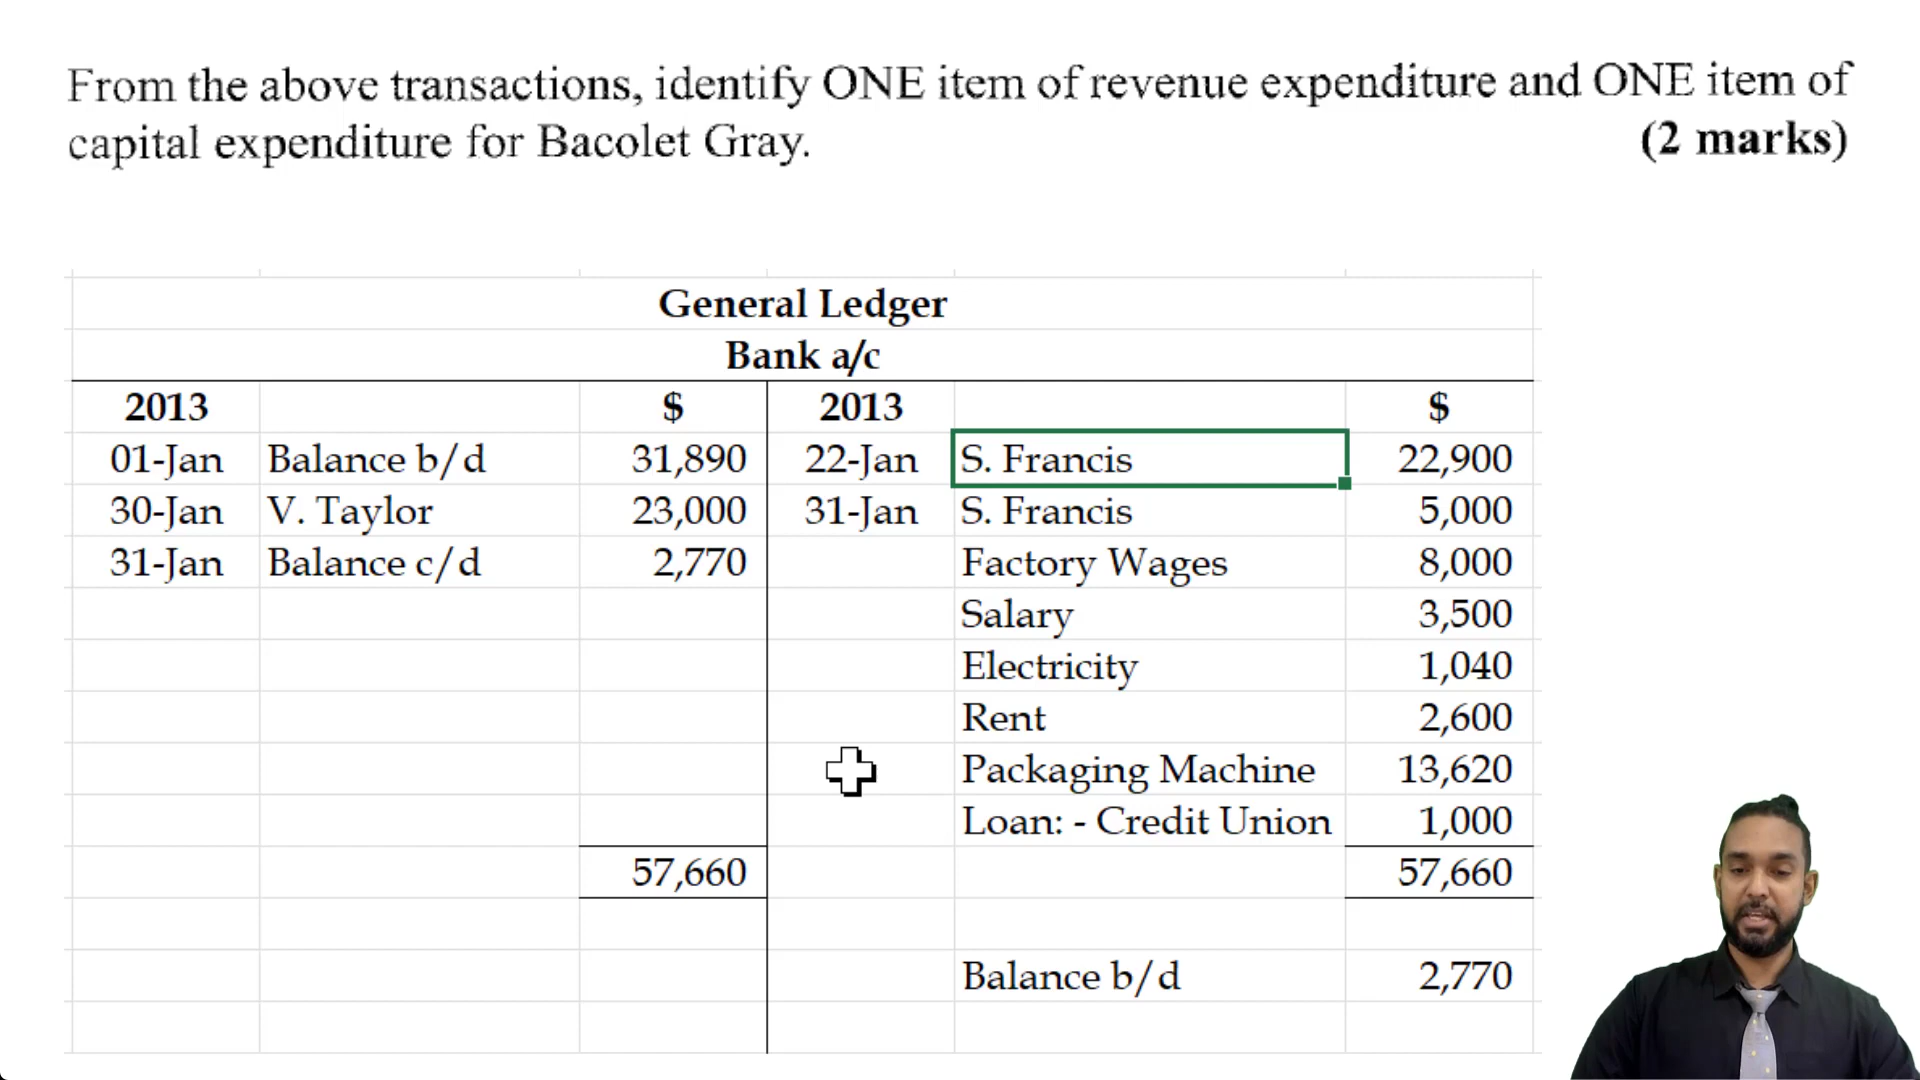 From the above transactions, identify ONE item of revenue expenditure and ONE item of
capital expenditure for Bacolet Gray. (2 marks)
General Ledger
Bank a/c
2013 $ 2013 $
01-Jan Balance b/d 31,890 22-Jan S. Francis 22,900
30-Jan V. Taylor 23,000 31-Jan S. Francis 5,000
31-Jan Balance c/d 2,770 Factory Wages 8,000
Salary 3,500
Electricity 1,040
Rent 2,600
Packaging Machine 13,620
Loan: - Credit Union 1,000
57,660 57,660
Balance b/d 2,770